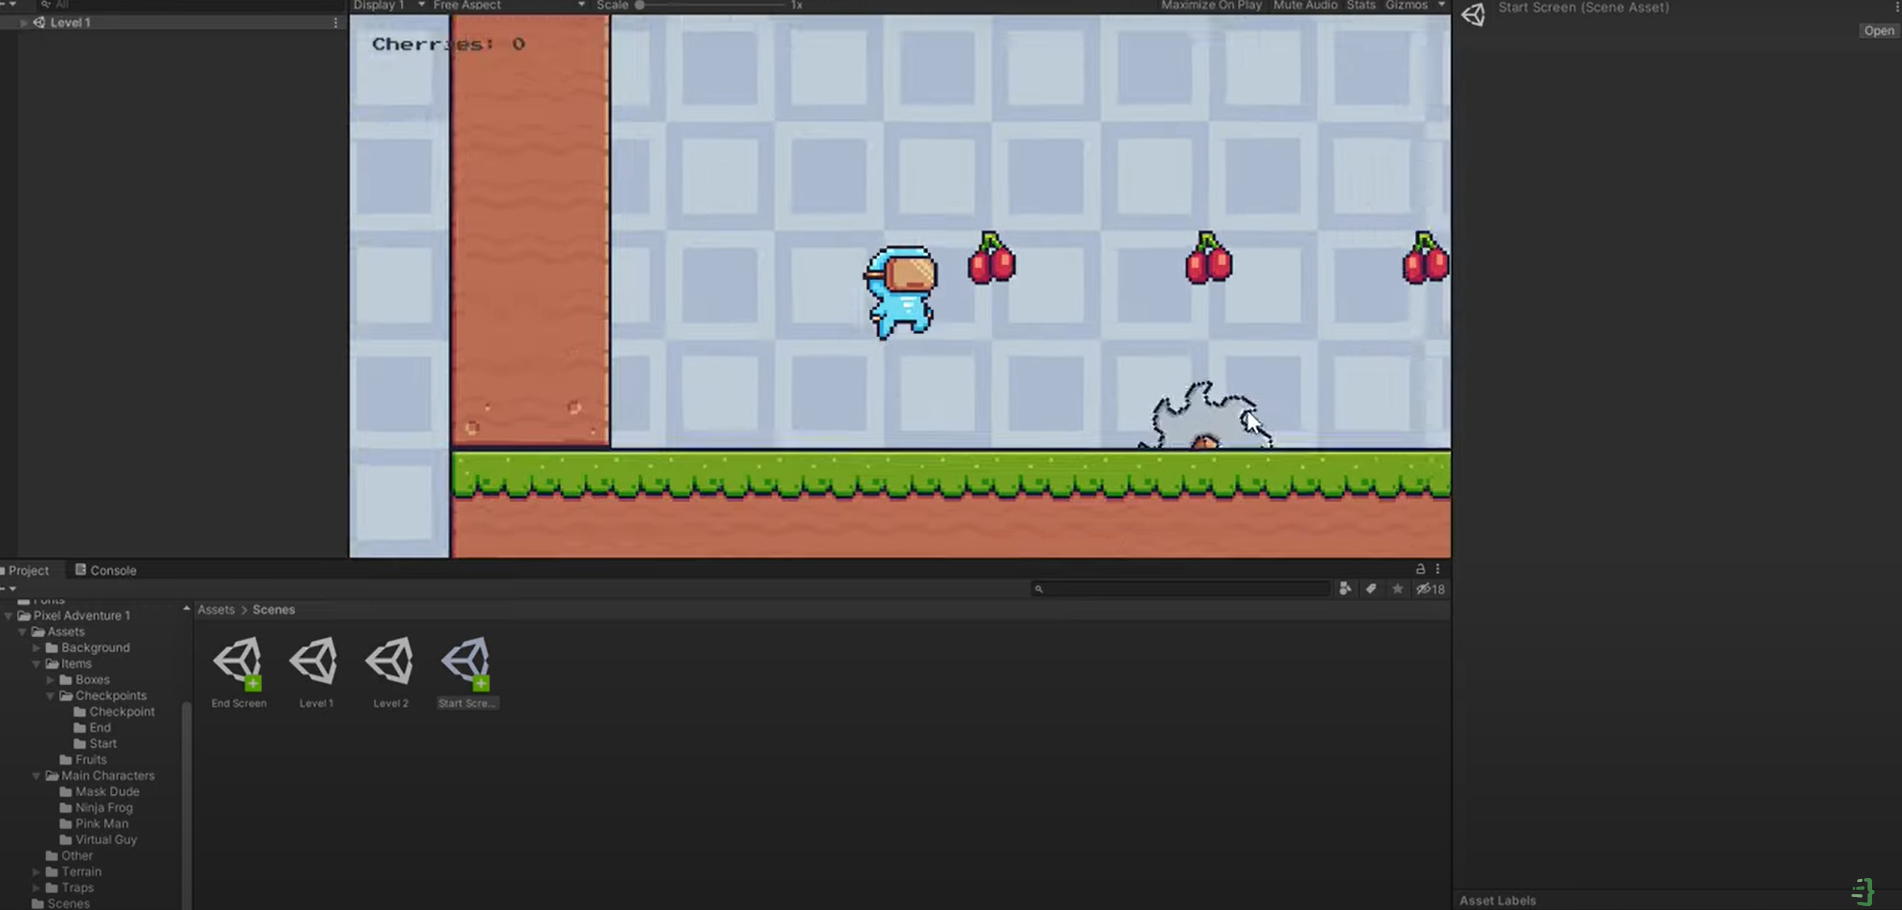 All
Display 1 Free Aspect Scale 1x Maximize On Play Mute Audio Stats Gizmos
Start Screen (Scene Asset)
Level 1
Open
Cherries: 0
Project Console
18
Fonts
Pixel Adventure 1
Assets
Background
Items
Boxes
Checkpoints
Checkpoint
End
Start
Fruits
Main Characters
Mask Dude
Ninja Frog
Pink Man
Virtual Guy
Other
Terrain
Traps
Scenes
Assets > Scenes
End Screen Level 1 Level 2 Start Scre...
Asset Labels